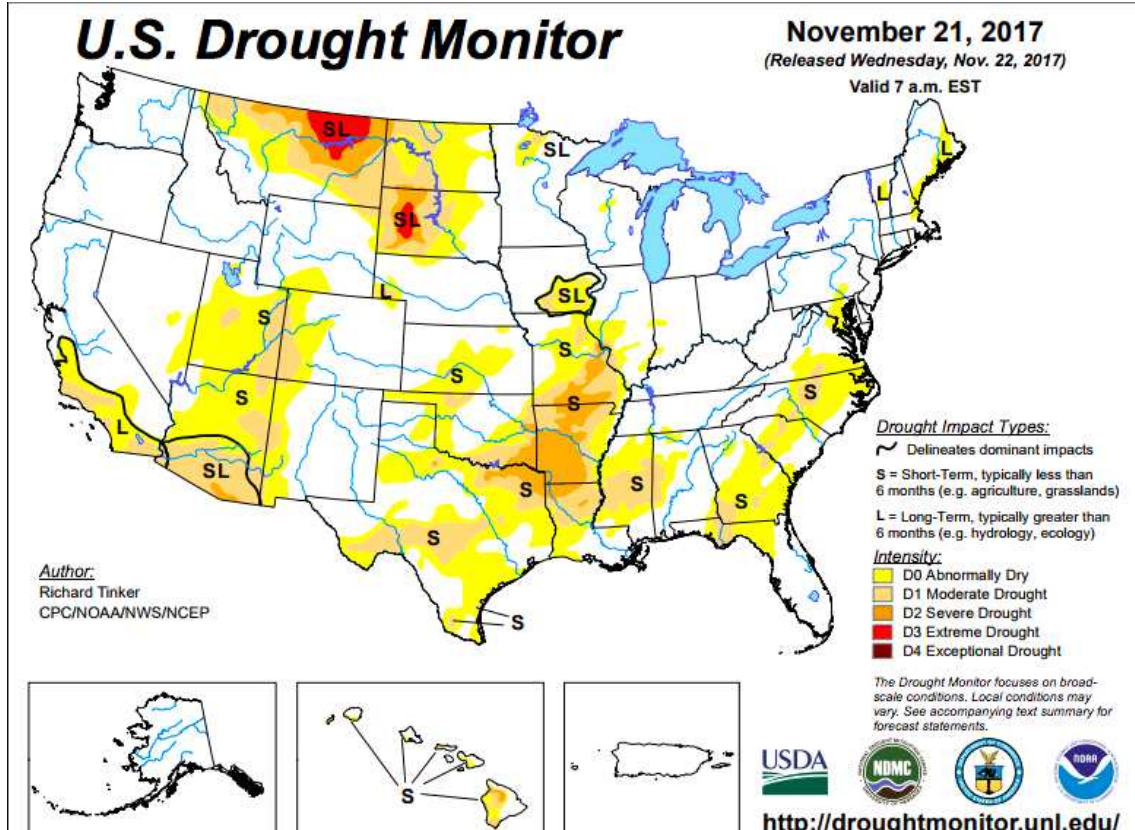 U.S. Drought Monitor
November 21, 2017
(Released Wednesday, Nov. 22, 2017)
Valid 7 a.m. EST
SL
SL
L
L
SL
L
SL
S
S
S
S
S
S
L
SL
S
S
S
S
S
S
Drought Impact Types:
Delineates dominant impacts
S = Short-Term, typically less than
6 months (e.g. agriculture, grasslands)
L = Long-Term, typically greater than
6 months (e.g. hydrology, ecology)
Intensity:
D0 Abnormally Dry
D1 Moderate Drought
D2 Severe Drought
D3 Extreme Drought
D4 Exceptional Drought
Author:
Richard Tinker
CPC/NOAA/NWS/NCEP
S
The Drought Monitor focuses on broad-
scale conditions. Local conditions may
vary. See accompanying text summary for
forecast statements.
USDA
NDMC
NOAA
http://droughtmonitor.unl.edu/